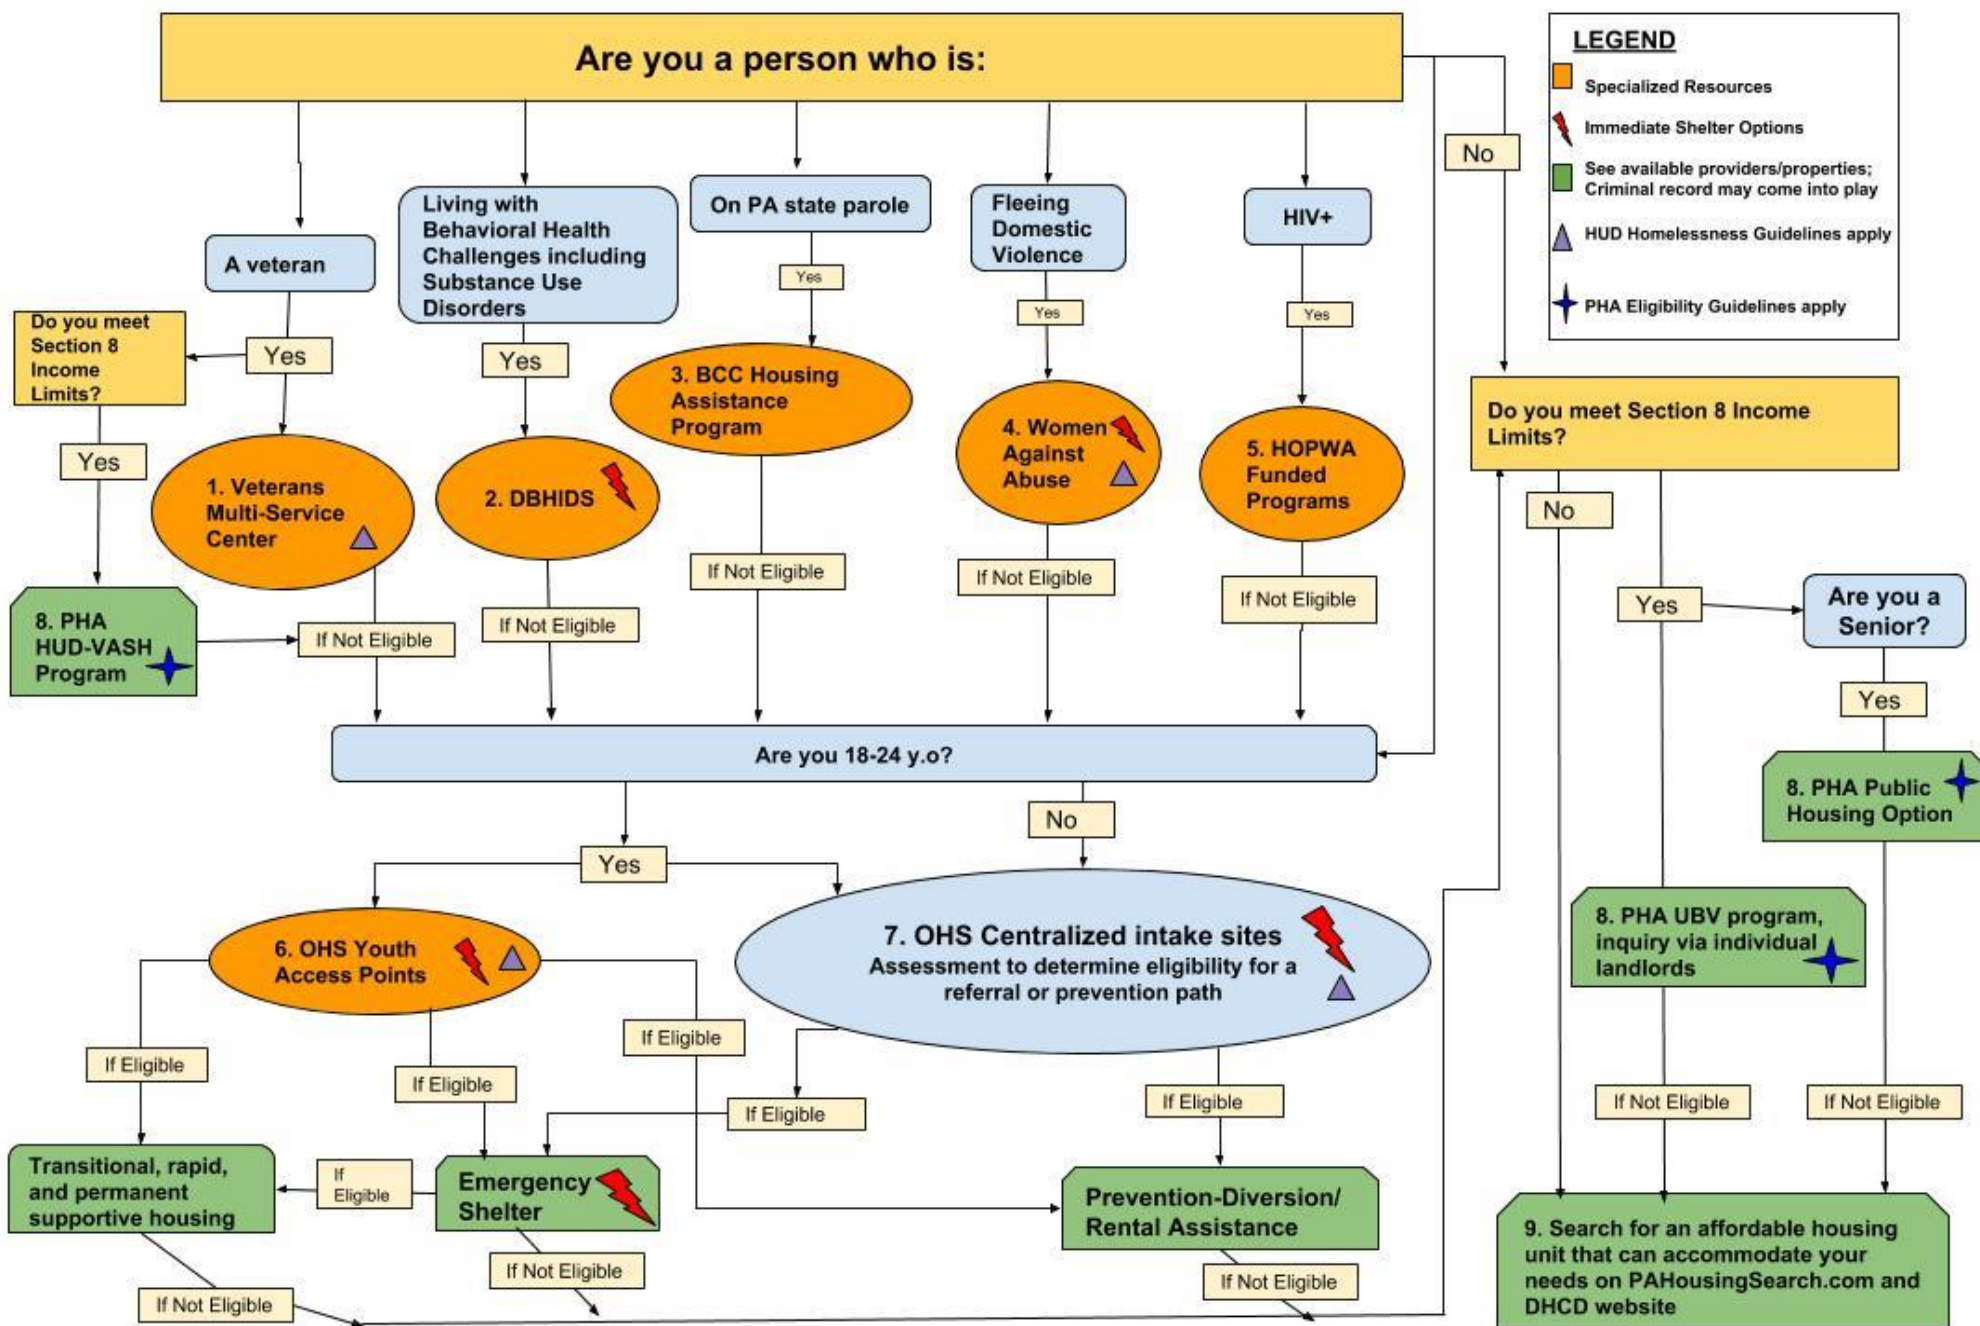 Are you a person who is:
LEGEND
Specialized Resources
Immediate Shelter Options
See available providers/properties;
Criminal record may come into play
HUD Homelessness Guidelines apply
PHA Eligibility Guidelines apply
No
A veteran
Living with
Behavioral Health
Challenges including
Substance Use
Disorders
On PA state parole
Fleeing
Domestic
Violence
HIV+
Do you meet
Section 8
Income
Limits?
Yes
Yes
Yes
Yes
Yes
Yes
1. Veterans
Multi-Service
Center
2. DBHIDS
3. BCC Housing
Assistance
Program
4. Women
Against
Abuse
5. HOPWA
Funded
Programs
Do you meet Section 8 Income
Limits?
8. PHA
HUD-VASH
Program
If Not Eligible
If Not Eligible
If Not Eligible
If Not Eligible
If Not Eligible
No
Yes
Are you a
Senior?
Yes
Are you 18-24 y.o?
Yes
No
8. PHA Public
Housing Option
6. OHS Youth
Access Points
7. OHS Centralized intake sites
Assessment to determine eligibility for a
referral or prevention path
8. PHA UBV program,
inquiry via individual
landlords
If Eligible
If Eligible
If Eligible
If Eligible
If Eligible
If Not Eligible
If Not Eligible
Transitional, rapid,
and permanent
supportive housing
If
Eligible
Emergency
Shelter
Prevention-Diversion/
Rental Assistance
9. Search for an affordable housing
unit that can accommodate your
needs on PAHousingSearch.com and
DHCD website
If Not Eligible
If Not Eligible
If Not Eligible